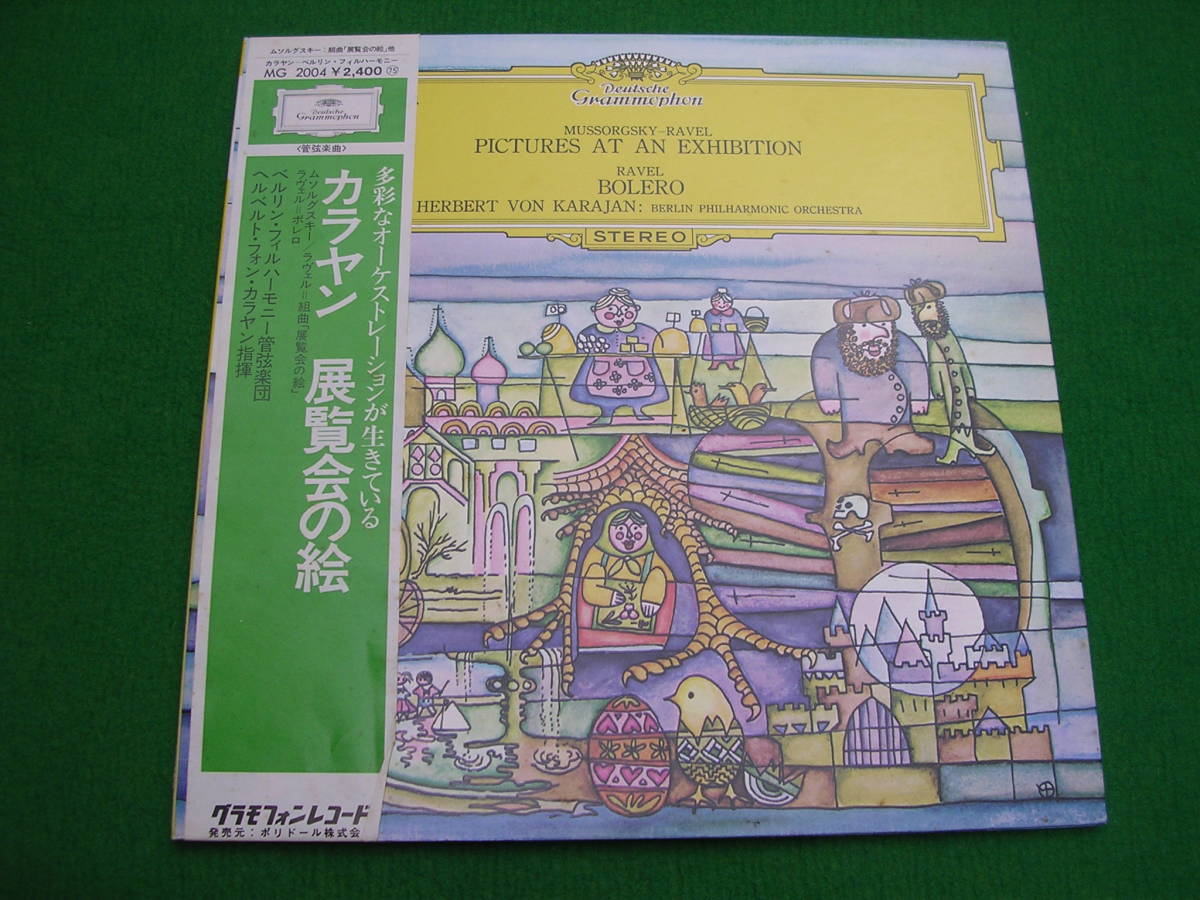 ムソルグスキー:組曲「展覧会の絵」他
カラヤン=ベルリン・フィルハーモニー
MG 2004 ¥2,400 75
Deutsche
Grammophon
〈管弦楽曲〉
多彩なオーケストレーションが生きている
カラヤン 展覧会の絵
ムソルグスキー/ラヴェル=組曲「展覧会の絵」
ラヴェル=ボレロ
ベルリン・フィルハーモニー管弦楽団
ヘルベルト・フォン・カラヤン指揮
グラモフォンレコード
発売元:ポリドール株式会
Deutsche
Grammophon
MUSSORGSKY-RAVEL
PICTURES AT AN EXHIBITION
RAVEL
BOLERO
HERBERT VON KARAJAN: BERLIN PHILHARMONIC ORCHESTRA
STEREO